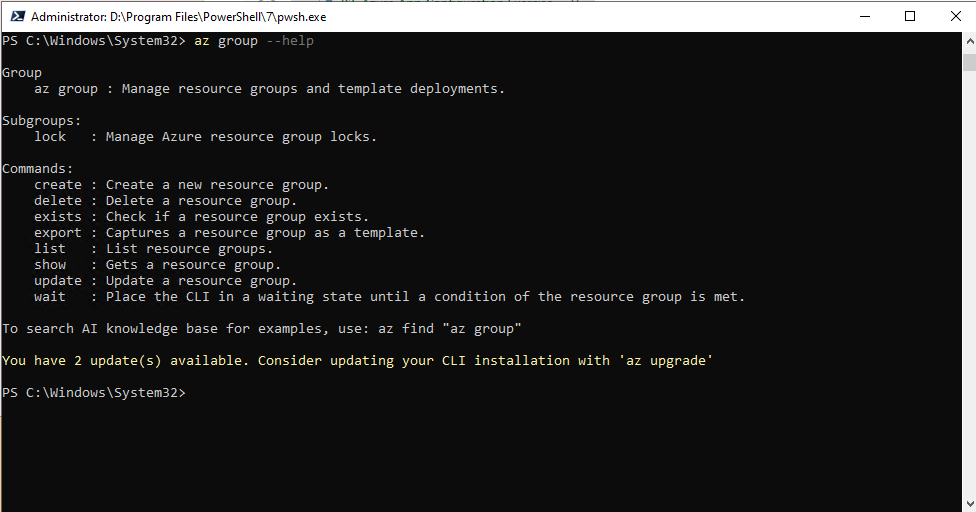 Administrator: D:\Program Files\PowerShell\7\pwsh.exe
PS C:\Windows\System32> az group --help
Group
az group : Manage resource groups and template deployments.
Subgroups:
lock : Manage Azure resource group locks.
Commands:
create : Create a new resource group.
delete : Delete a resource group.
exists : Check if a resource group exists.
export : Captures a resource group as a template.
list : List resource groups.
show : Gets a resource group.
update : Update a resource group.
wait : Place the CLI in a waiting state until a condition of the resource group is met.
To search AI knowledge base for examples, use: az find "az group"
You have 2 update(s) available. Consider updating your CLI installation with 'az upgrade'
PS C:\Windows\System32>